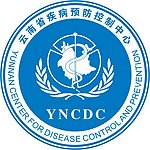 云南省疾病预防控制中心
YNCDC
YUNNAN CENTER FOR DISEASE CONTROL AND PREVENTION